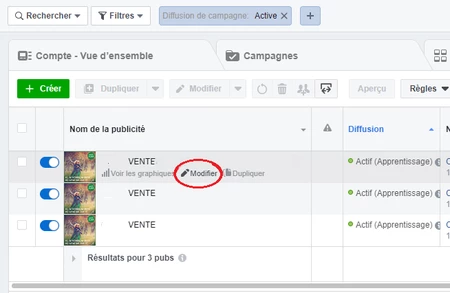 Rechercher Filtres Diffusion de campagne: Active × +
Compte - Vue d'ensemble Campagnes
+ Créer Dupliquer Modifier Aperçu Règles
Nom de la publicité Diffusion
VENTE Actif (Apprentissage)
Voir les graphiques Modifier Dupliquer
VENTE Actif (Apprentissage)
VENTE Actif (Apprentissage)
Résultats pour 3 pubs